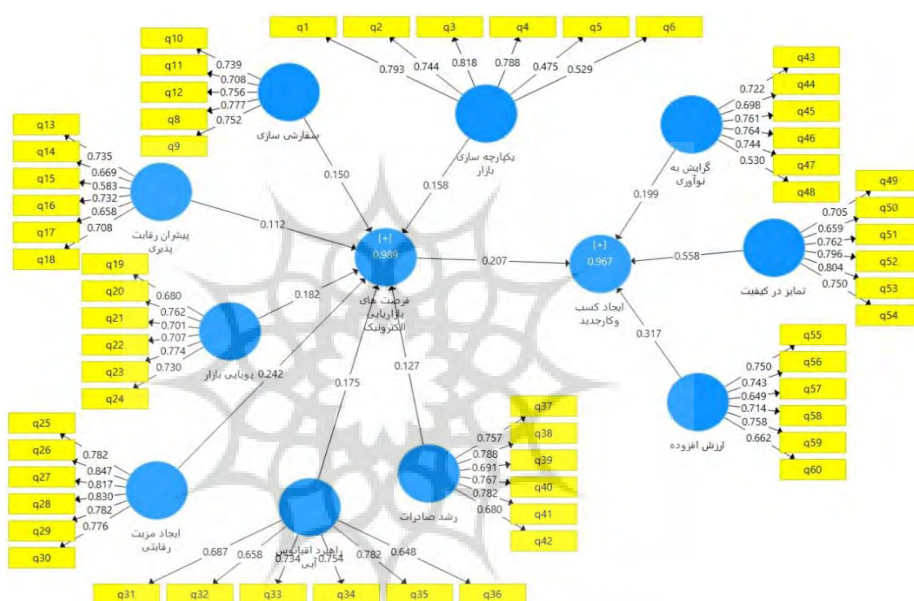 q1
q2
q3
q4
q5
q6
0.793
0.744
0.818
0.788
0.475
0.529
یکپارچه سازی
بازار
0.158
q10
q11
q12
q8
q9
0.739
0.708
0.756
0.777
0.752
سفارشی سازی
0.150
q13
q14
q15
q16
q17
q18
0.735
0.669
0.583
0.732
0.658
0.708
پیشران رقابت
پذیری
0.112
q19
q20
q21
q22
q23
q24
0.680
0.762
0.701
0.707
0.774
0.730
پویایی بازار
0.182
q25
q26
q27
q28
q29
q30
0.782
0.847
0.817
0.830
0.782
0.776
ایجاد مزیت
رقابتی
0.242
q31
q32
q33
q34
q35
q36
0.687
0.658
0.734
0.754
0.782
0.648
راهبرد اقیانوس
آبی
0.175
q37
q38
q39
q40
q41
q42
0.757
0.788
0.691
0.767
0.782
0.680
رشد صادرات
0.127
[+]
0.989
فرصت های
بازاریابی
الکترونیک
0.207
[+]
0.967
ایجاد کسب
وکارجدید
q43
q44
q45
q46
q47
q48
0.722
0.698
0.761
0.764
0.744
0.530
گرایش به
نوآوری
0.199
q49
q50
q51
q52
q53
q54
0.705
0.659
0.762
0.796
0.804
0.750
تمایز در کیفیت
0.558
q55
q56
q57
q58
q59
q60
0.750
0.743
0.649
0.714
0.758
0.662
ارزش افزوده
0.317